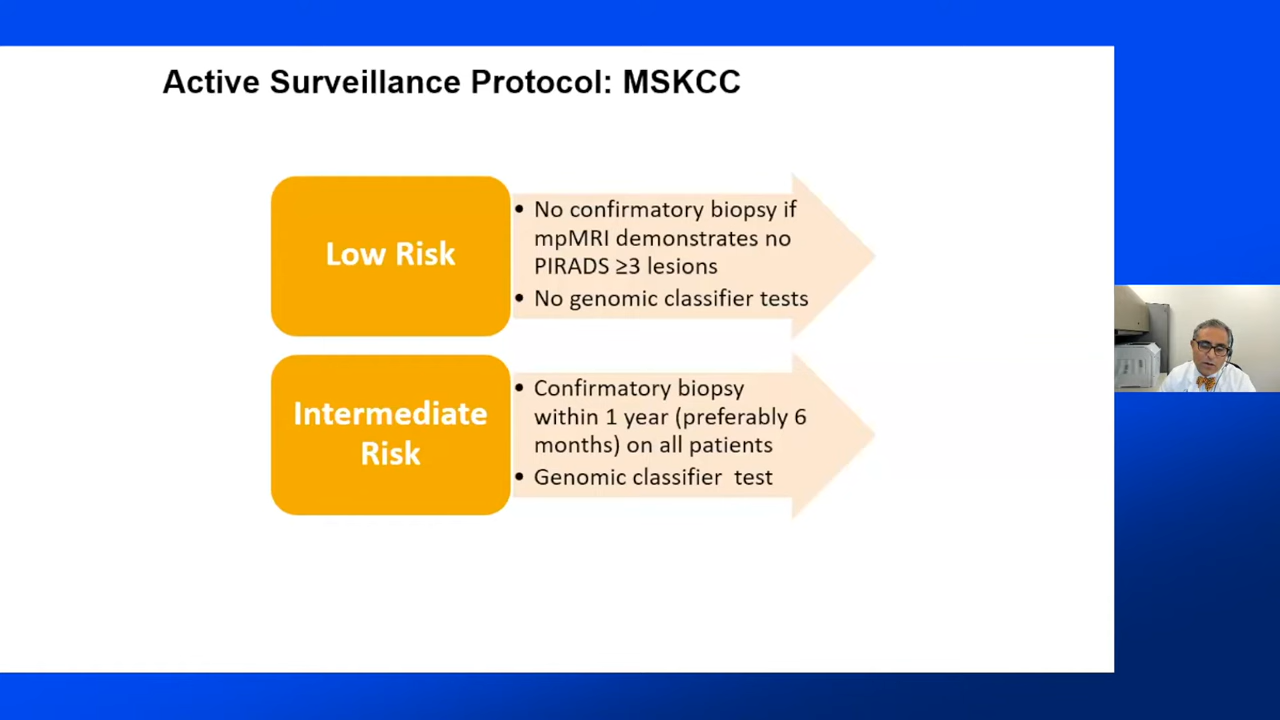 Active Surveillance Protocol: MSKCC
Low Risk
• No confirmatory biopsy if
mpMRI demonstrates no
PIRADS ≥3 lesions
• No genomic classifier tests
Intermediate
Risk
• Confirmatory biopsy
within 1 year (preferably 6
months) on all patients
• Genomic classifier  test